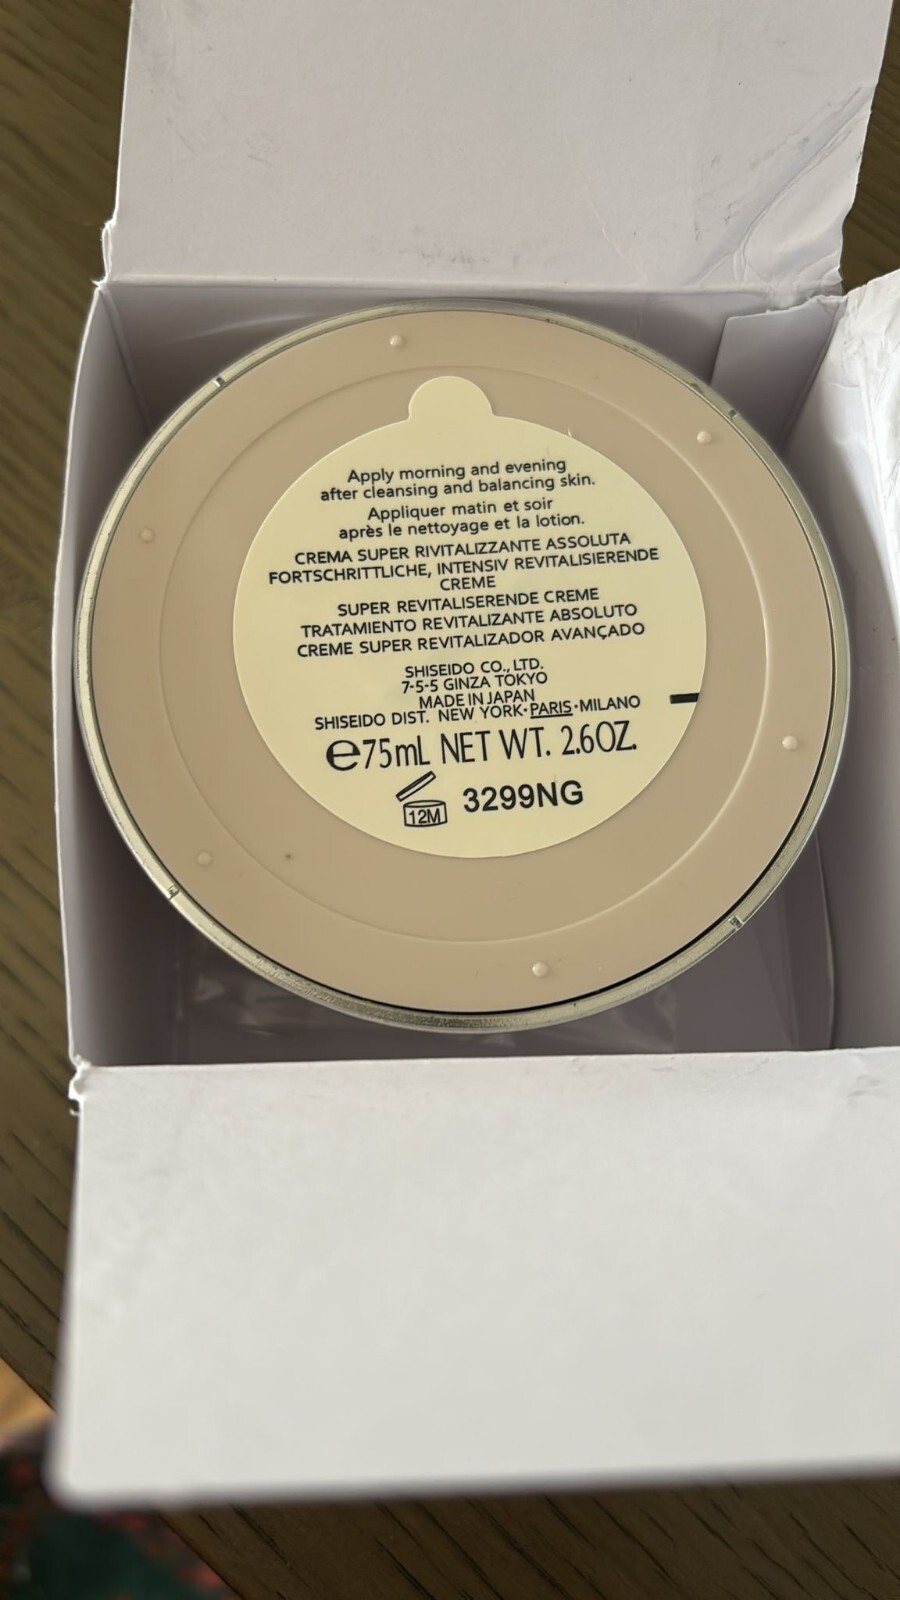 Apply morning and evening
after cleansing and balancing skin.
Appliquer matin et soir
après le nettoyage et la lotion.
CREMA SUPER RIVITALIZZANTE ASSOLUTA
FORTSCHRITTLICHE, INTENSIV REVITALISIERENDE
CREME
SUPER REVITALISERENDE CREME
TRATAMIENTO REVITALIZANTE ABSOLUTO
CREME SUPER REVITALIZADOR AVANÇADO
SHISEIDO CO., LTD.
7-5-5 GINZA TOKYO
MADE IN JAPAN
SHISEIDO DIST. NEW YORK·PARIS·MILANO
℮75mL NET WT. 2.6OZ.
12M 3299NG